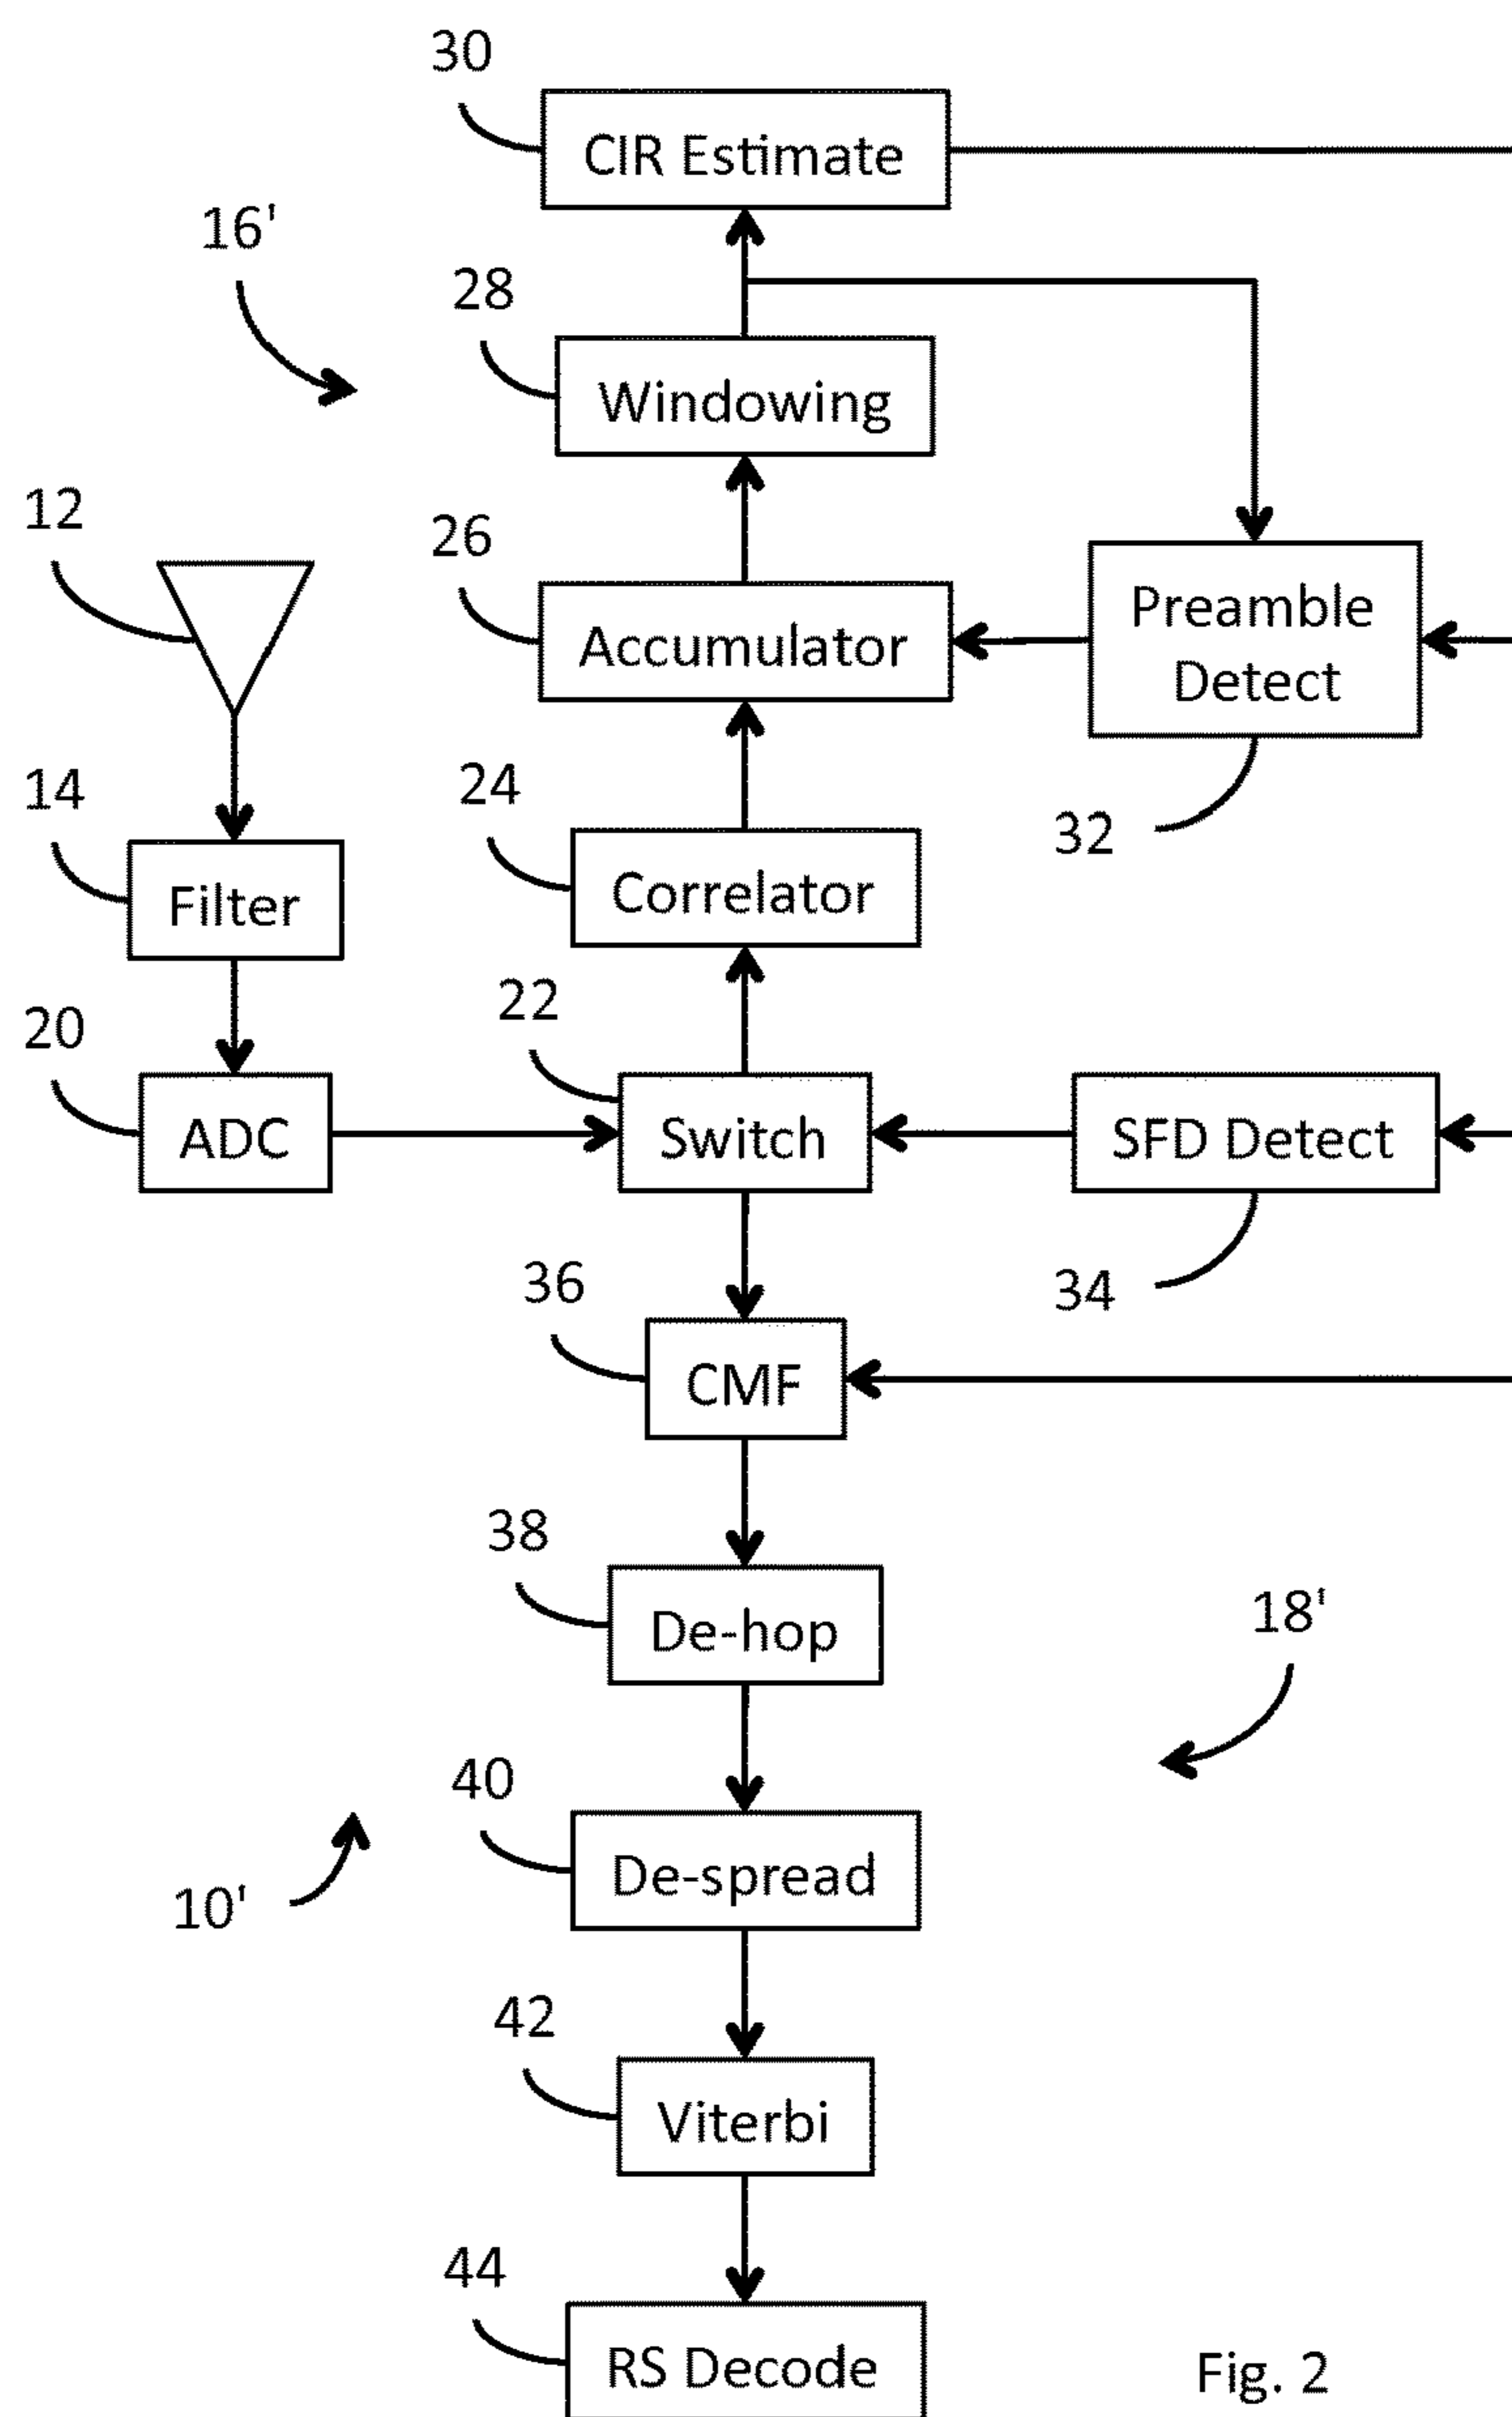 30
CIR Estimate
16'
28
Windowing
12
26
Accumulator
Preamble
Detect
14
24
32
Filter
Correlator
20
22
ADC
Switch
SFD Detect
36
34
CMF
38
De-hop
18'
40
De-spread
10'
42
Viterbi
44
RS Decode
Fig. 2